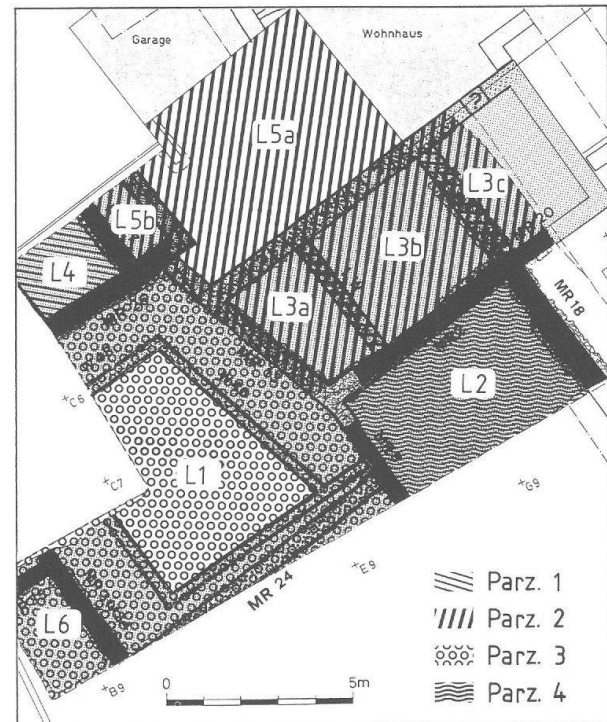 Garage
Wohnhaus
L5a
L3c
L5b
L3b
L4
MR 18
L3a
L2
+C6
L1
+C7
+G9
+E9
MR 24
L6
+B9
Parz. 1
Parz. 2
Parz. 3
Parz. 4
0 5m